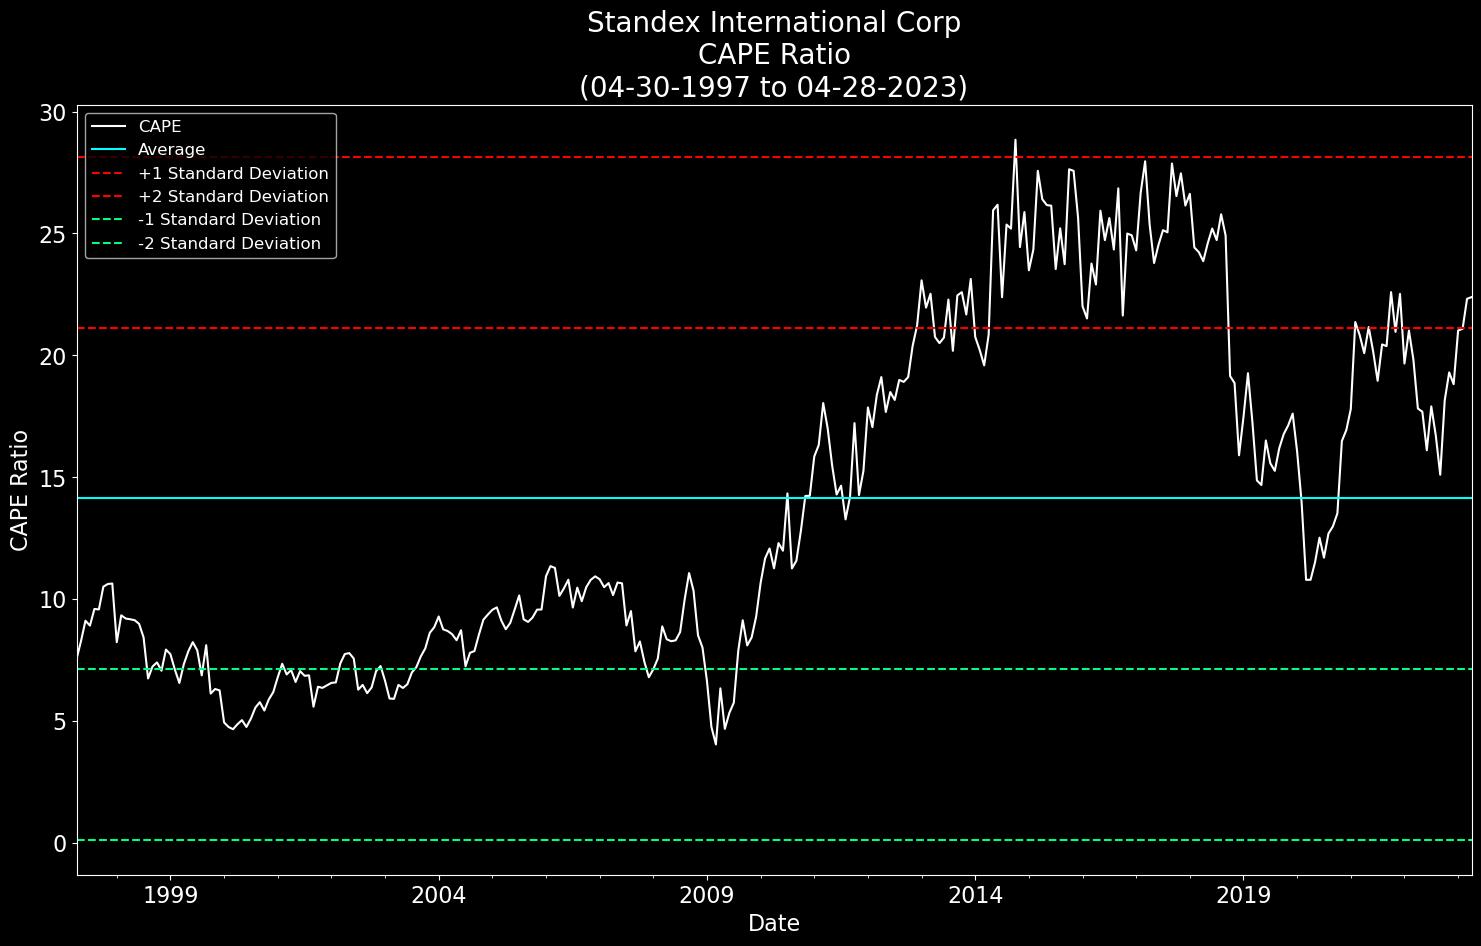 Standex International Corp
CAPE Ratio
(04-30-1997 to 04-28-2023)
30
25
20
15
10
5
0
CAPE Ratio
CAPE
Average
+1 Standard Deviation
+2 Standard Deviation
-1 Standard Deviation
-2 Standard Deviation
1999 2004 2009 2014 2019
Date